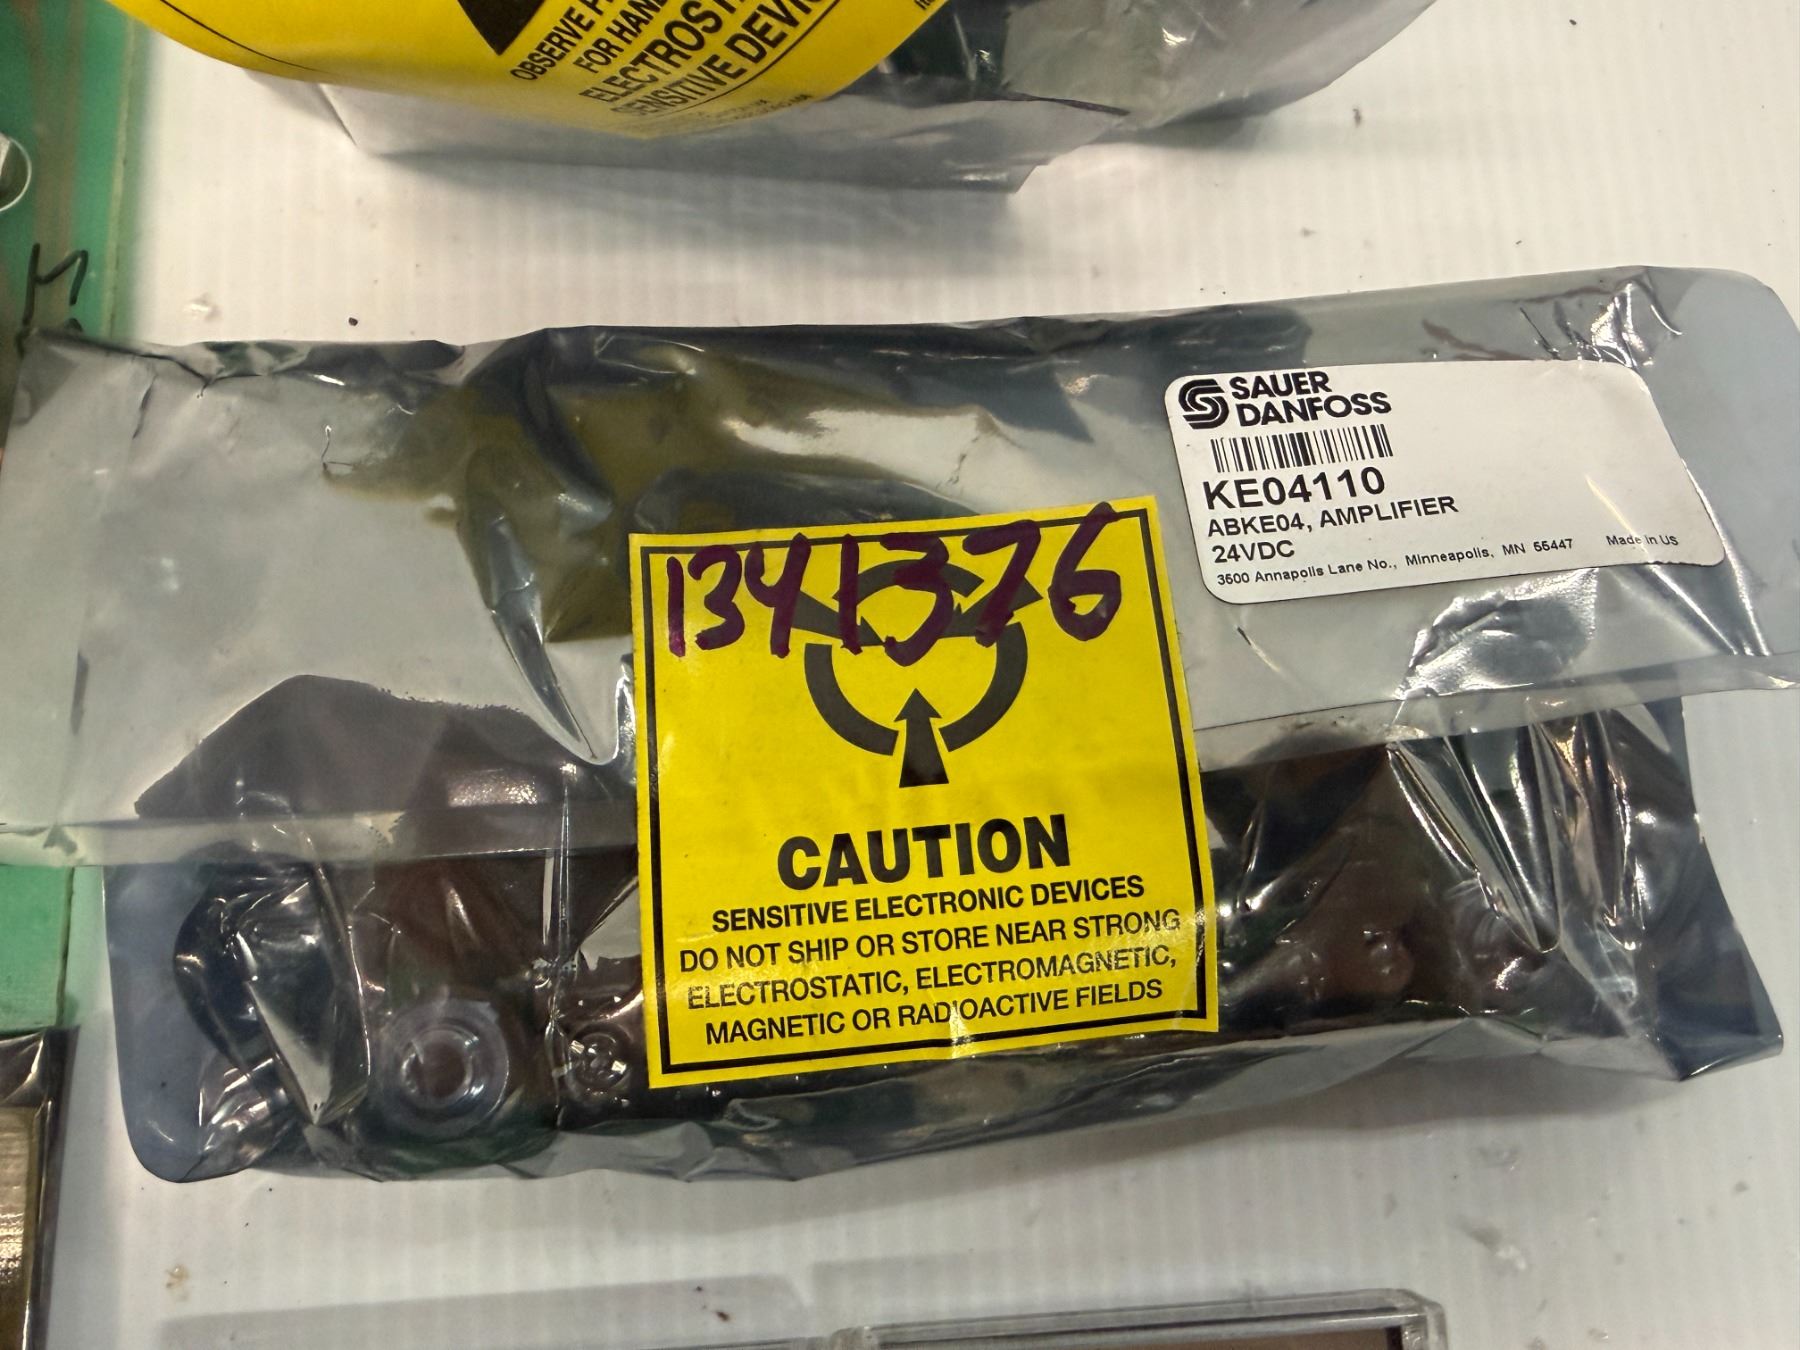 OBSERVE
FOR HAN
ELECTROST
SENSITIVE DEVI
SAUER
DANFOSS
KE04110
ABKE04, AMPLIFIER
24VDC
3500 Annapolis Lane No., Minneapolis, MN 55447 Made in US
1341376
CAUTION
SENSITIVE ELECTRONIC DEVICES
DO NOT SHIP OR STORE NEAR STRONG
ELECTROSTATIC, ELECTROMAGNETIC,
MAGNETIC OR RADIOACTIVE FIELDS